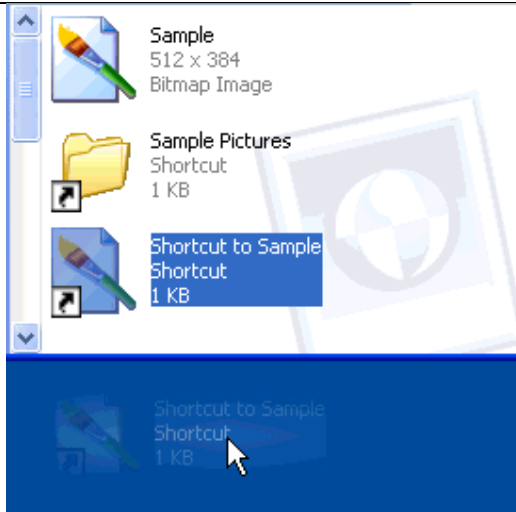 Sample
512 x 384
Bitmap Image
Sample Pictures
Shortcut
1 KB
Shortcut to Sample
Shortcut
1 KB
Shortcut to Sample
Shortcut
1 KB